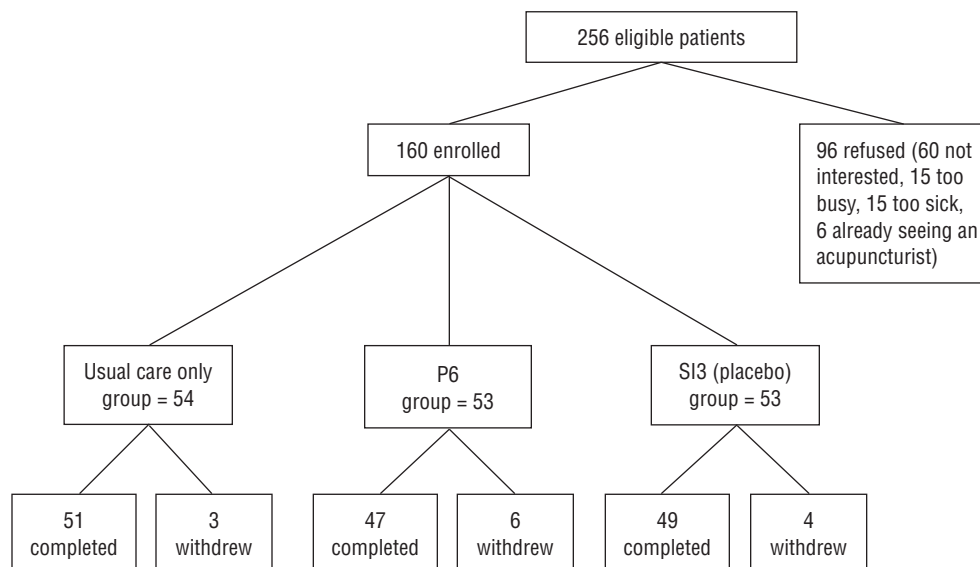 256 eligible patients
160 enrolled
96 refused (60 not
interested, 15 too
busy, 15 too sick,
6 already seeing an
acupuncturist)
Usual care only
group = 54
P6
group = 53
SI3 (placebo)
group = 53
51
completed
3
withdrew
47
completed
6
withdrew
49
completed
4
withdrew